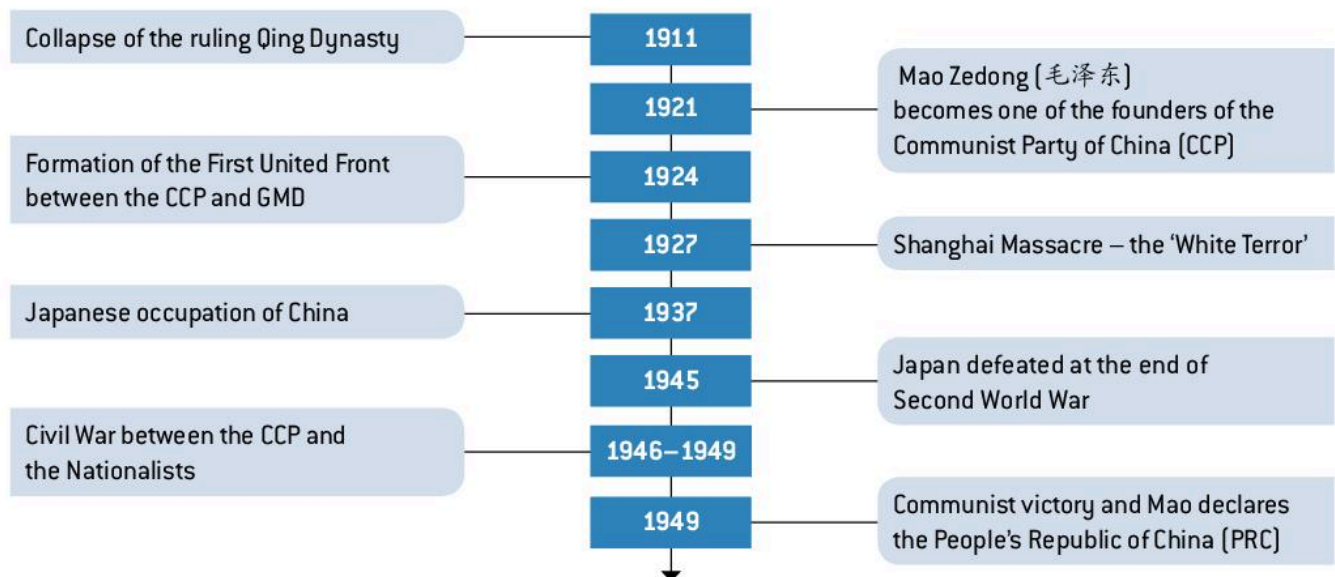 Collapse of the ruling Qing Dynasty
1911
1921
Mao Zedong (毛泽东)
becomes one of the founders of the
Communist Party of China (CCP)
Formation of the First United Front
between the CCP and GMD
1924
1927
Shanghai Massacre – the ‘White Terror’
Japanese occupation of China
1937
1945
Japan defeated at the end of
Second World War
Civil War between the CCP and
the Nationalists
1946–1949
1949
Communist victory and Mao declares
the People’s Republic of China (PRC)